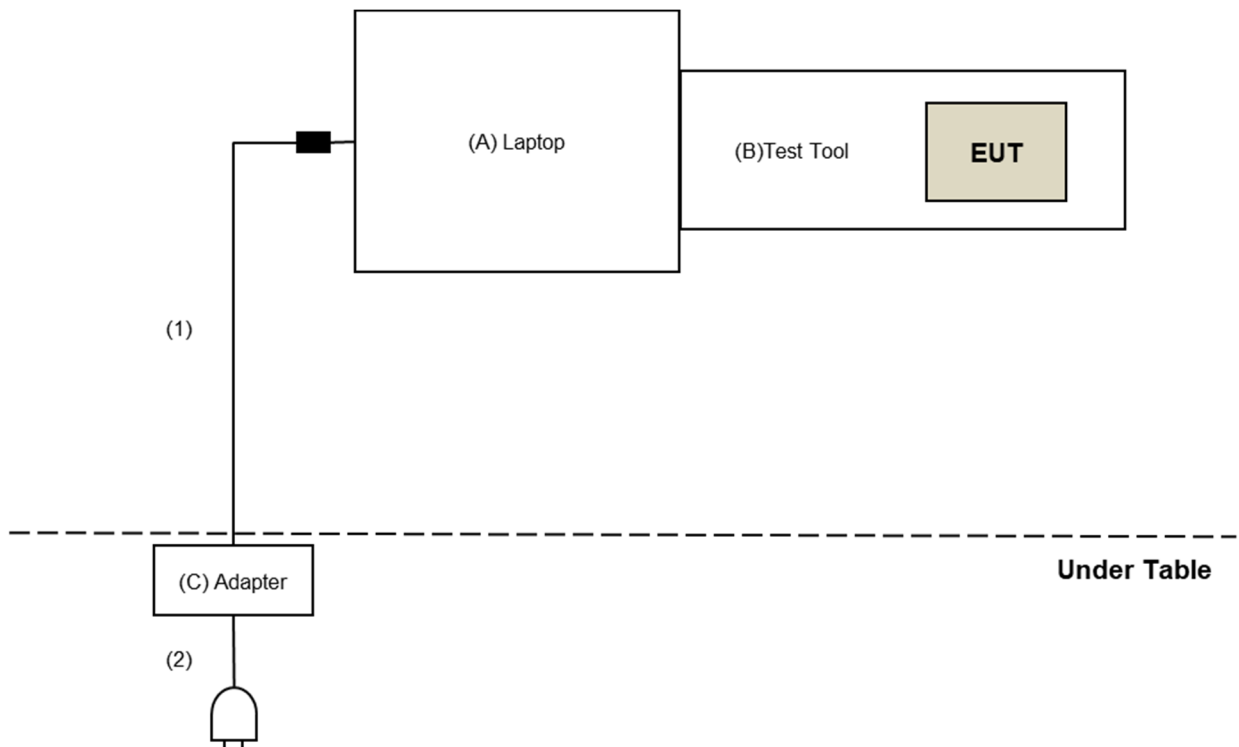 (A) Laptop
(B)Test Tool
EUT
(1)
(C) Adapter
Under Table
(2)